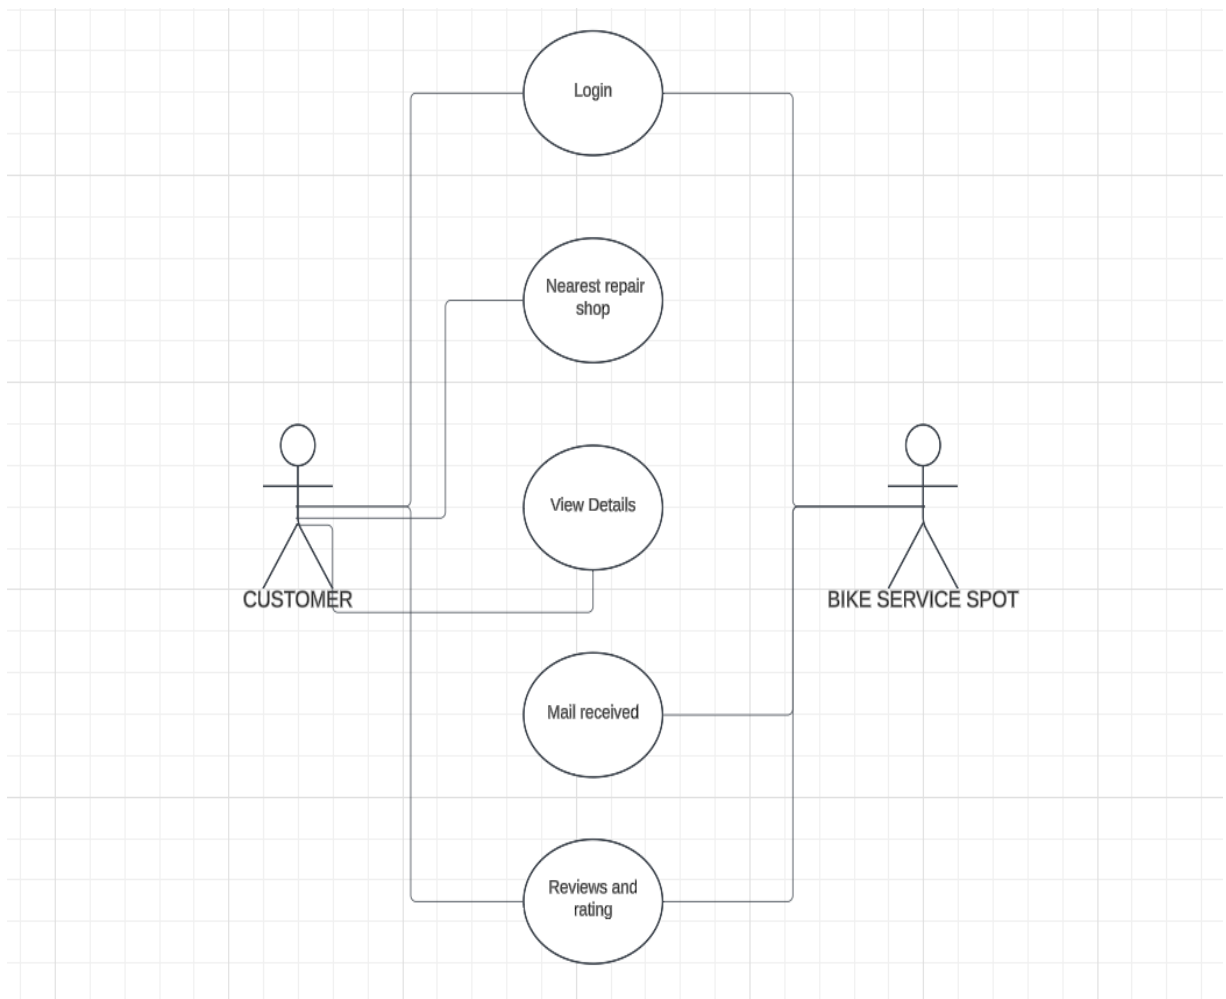 Login
Nearest repair
shop
View Details
CUSTOMER
BIKE SERVICE SPOT
Mail received
Reviews and
rating